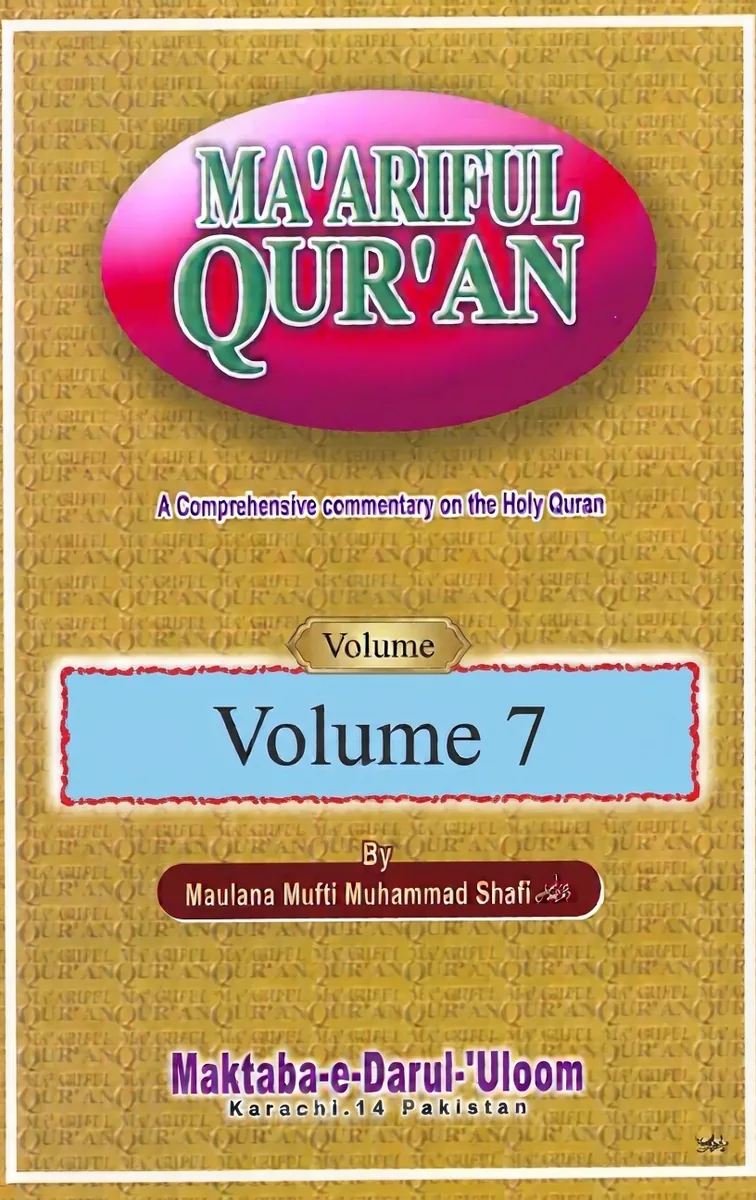 MA'ARIFUL
QUR'AN
A Comprehensive commentary on the Holy Quran
Volume
Volume 7
By
Maulana Mufti Muhammad Shafi
Maktaba-e-Darul-'Uloom
Karachi.14 Pakistan